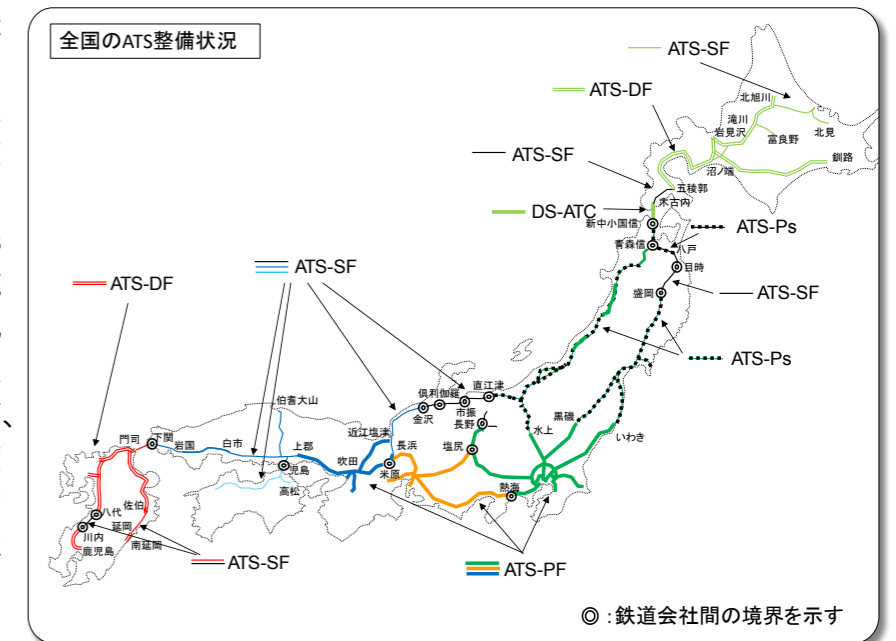 全国のATS整備状況
ATS-SF
ATS-DF
北旭川
滝川
岩見沢
富良野
北見
釧路
沼ノ端
ATS-SF
五稜郭
木古内
DS-ATC
新中小国信
ATS-Ps
青森信
八戸
目時
ATS-SF
盛岡
ATS-DF
ATS-SF
ATS-Ps
直江津
倶利伽羅
市振
金沢
長野
黒磯
水上
いわき
伯耆大山
近江塩津
長浜
塩尻
門司
下関
岩国
白市
上郡
吹田
米原
児島
高松
熱海
八代
佐伯
延岡
川内
鹿児島
南延岡
ATS-SF
ATS-PF
◎:鉄道会社間の境界を示す